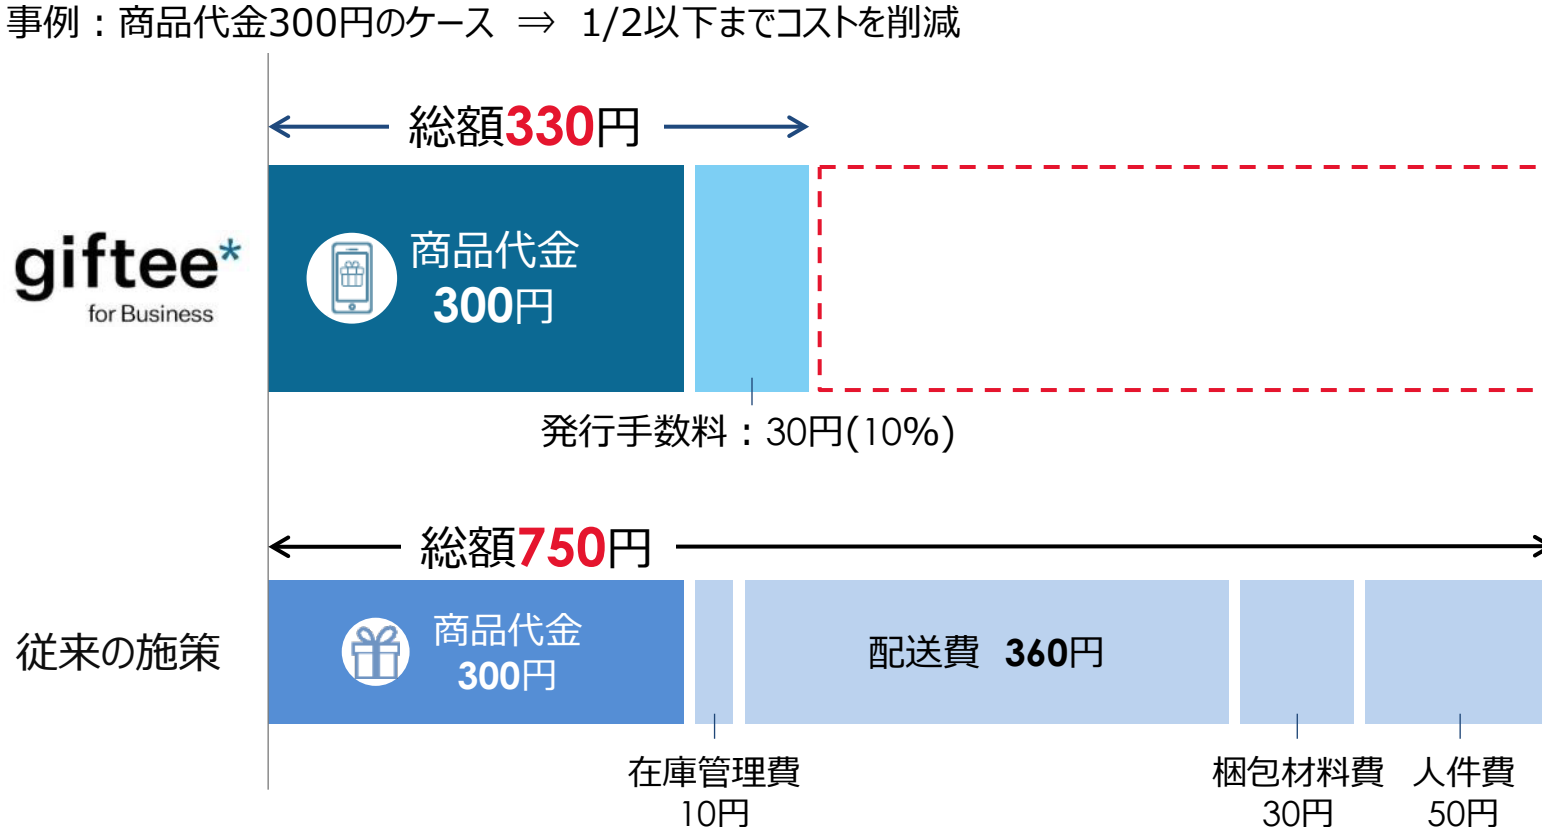 事例：商品代金300円のケース ⇒ 1/2以下までコストを削減
総額330円
giftee*
for Business
商品代金
300円
発行手数料：30円(10%)
総額750円
従来の施策
商品代金
300円
配送費 360円
在庫管理費
10円
梱包材料費
30円
人件費
50円